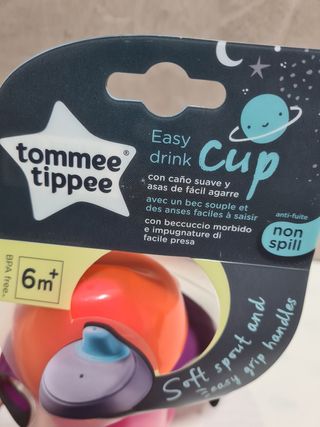 tommee
tippee
Easy
drink cup
con caño suave y
asas de fácil agarre
avec un bec souple et
des anses faciles à saisir
con beccuccio morbido
e impugnature di
facile presa
anti-fuite
non
spill
BPA free.
6m+
Soft spout and
easy grip handles